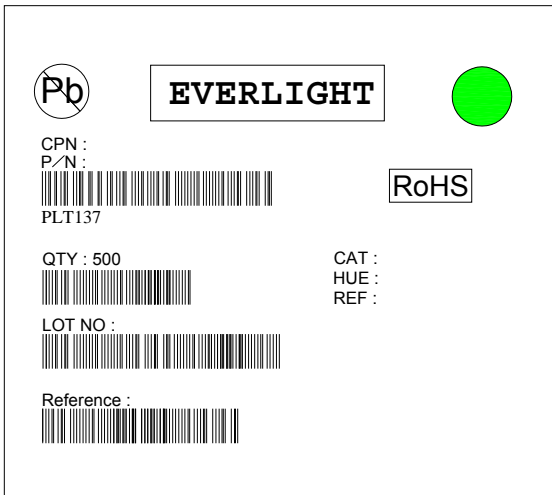 Pb
EVERLIGHT
CPN :
P/N :
RoHS
PLT137
QTY : 500
CAT :
HUE :
REF :
LOT NO :
Reference :